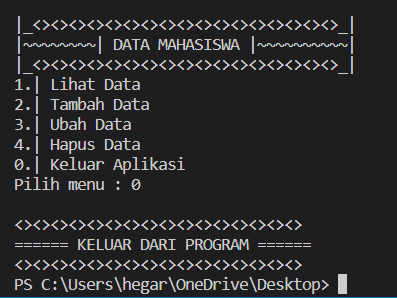 |_<><><><><><><><><><><><><>_|
|~~~~~~~~| DATA MAHASISWA |~~~~~~~~~~|
|_<><><><><><><><><><><><><>_|
1.| Lihat Data
2.| Tambah Data
3.| Ubah Data
4.| Hapus Data
0.| Keluar Aplikasi
Pilih menu : 0
<><><><><><><><><><><><><><><><>
====== KELUAR DARI PROGRAM ======
<><><><><><><><><><><><><><><><>
PS C:\Users\hegar\OneDrive\Desktop>